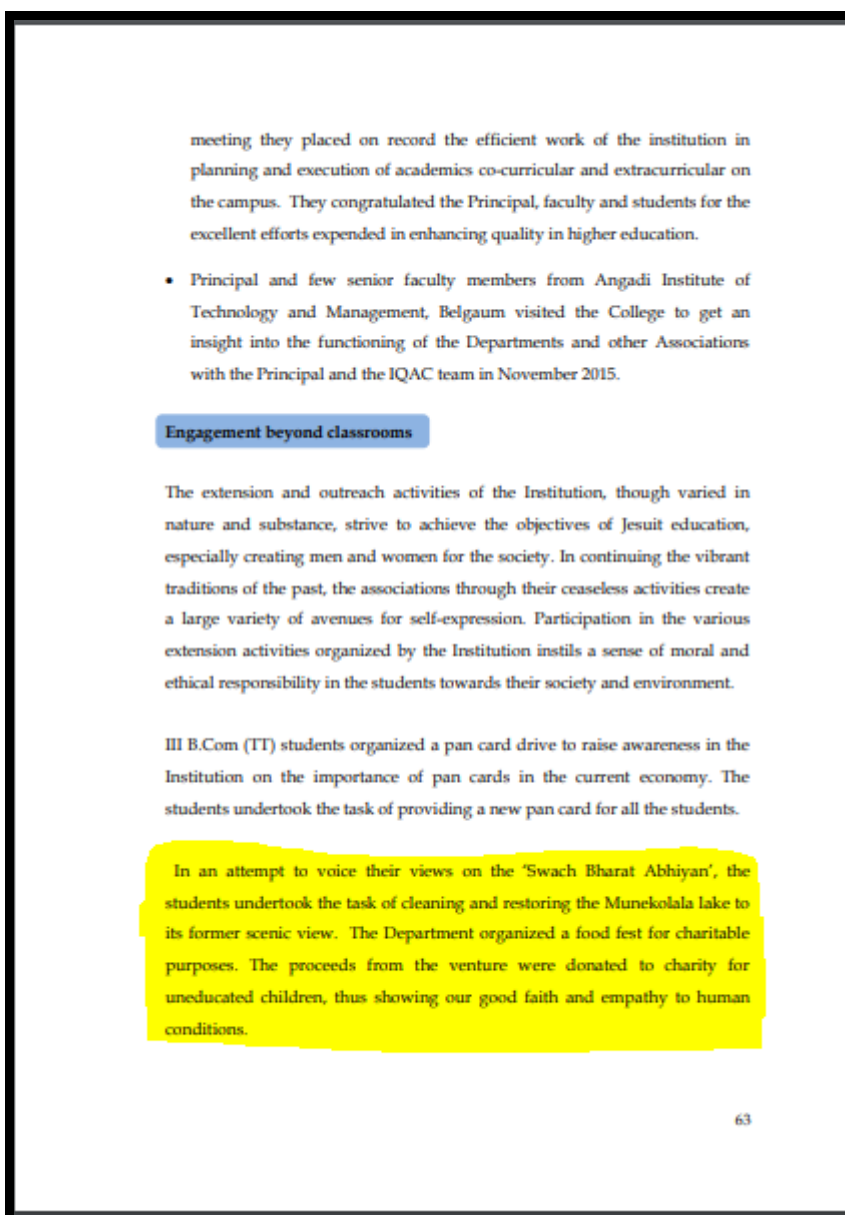 meeting they placed on record the efficient work of the institution in
planning and execution of academics co-curricular and extracurricular on
the campus. They congratulated the Principal, faculty and students for the
excellent efforts expended in enhancing quality in higher education.
• Principal and few senior faculty members from Angadi Institute of
Technology and Management, Belgaum visited the College to get an
insight into the functioning of the Departments and other Associations
with the Principal and the IQAC team in November 2015.
Engagement beyond classrooms
The extension and outreach activities of the Institution, though varied in
nature and substance, strive to achieve the objectives of Jesuit education,
especially creating men and women for the society. In continuing the vibrant
traditions of the past, the associations through their ceaseless activities create
a large variety of avenues for self-expression. Participation in the various
extension activities organized by the Institution instils a sense of moral and
ethical responsibility in the students towards their society and environment.
III B.Com (TT) students organized a pan card drive to raise awareness in the
Institution on the importance of pan cards in the current economy. The
students undertook the task of providing a new pan card for all the students.
In an attempt to voice their views on the ‘Swach Bharat Abhiyan’, the
students undertook the task of cleaning and restoring the Munekolala lake to
its former scenic view. The Department organized a food fest for charitable
purposes. The proceeds from the venture were donated to charity for
uneducated children, thus showing our good faith and empathy to human
conditions.
63